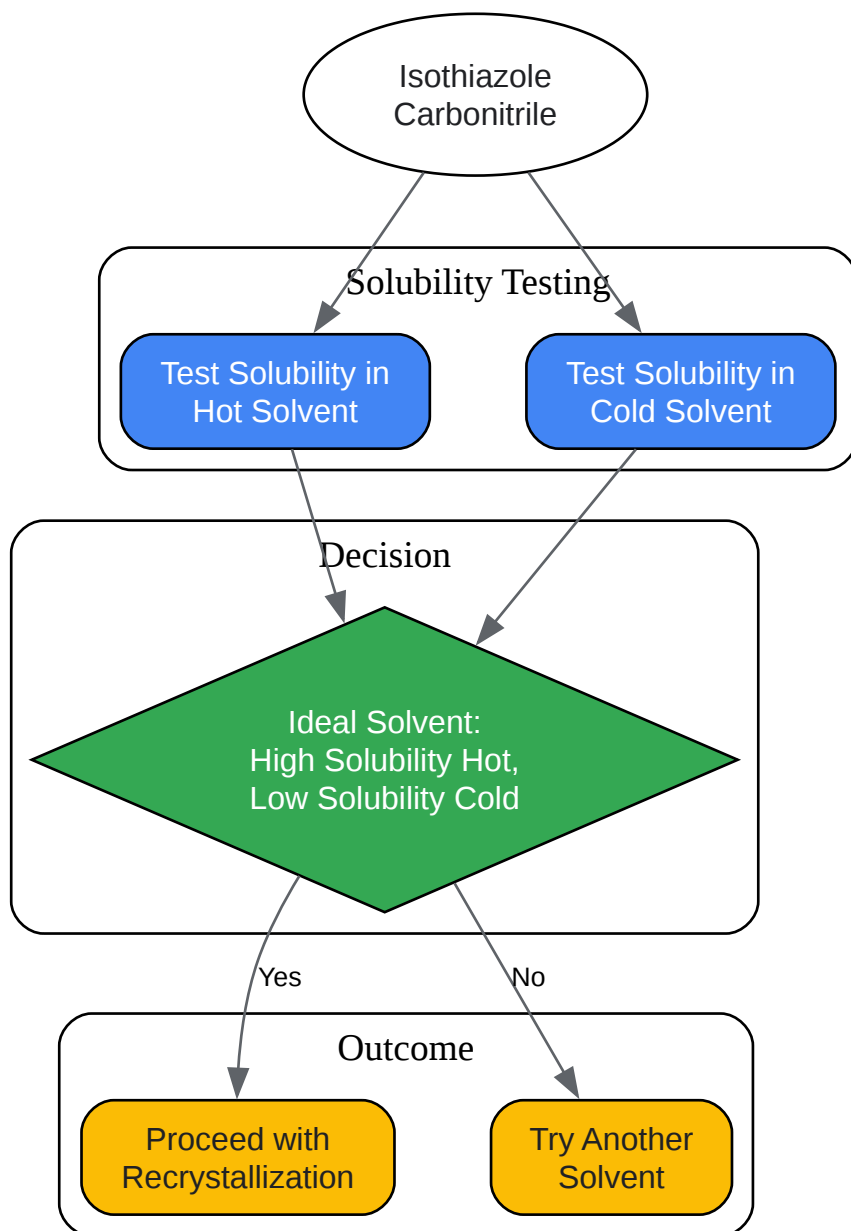 Isothiazole
Carbonitrile
Solubility Testing
Test Solubility in
Hot Solvent
Test Solubility in
Cold Solvent
Decision
Ideal Solvent:
High Solubility Hot,
Low Solubility Cold
Yes
No
Outcome
Proceed with
Recrystallization
Try Another
Solvent